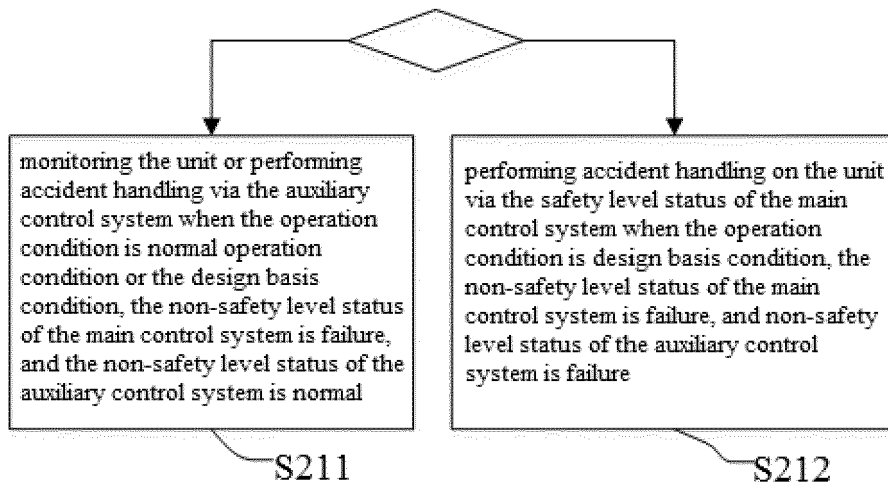 monitoring the unit or performing
accident handling via the auxiliary
control system when the operation
condition is normal operation
condition or the design basis
condition, the non-safety level status
of the main control system is failure,
and the non-safety level status of the
auxiliary control system is normal
S211
performing accident handling on the unit
via the safety level status of the main
control system when the operation
condition is design basis condition, the
non-safety level status of the main
control system is failure, and non-safety
level status of the auxiliary control
system is failure
S212